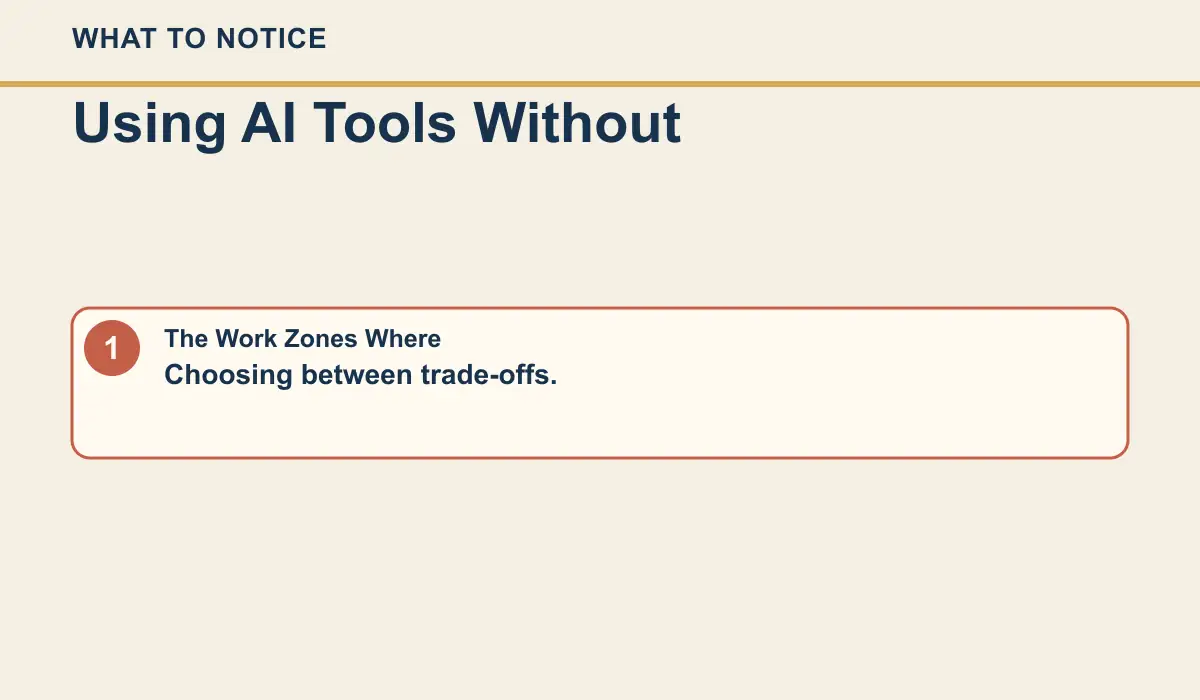 WHAT TO NOTICE
Using AI Tools Without
1
The Work Zones Where
Choosing between trade-offs.